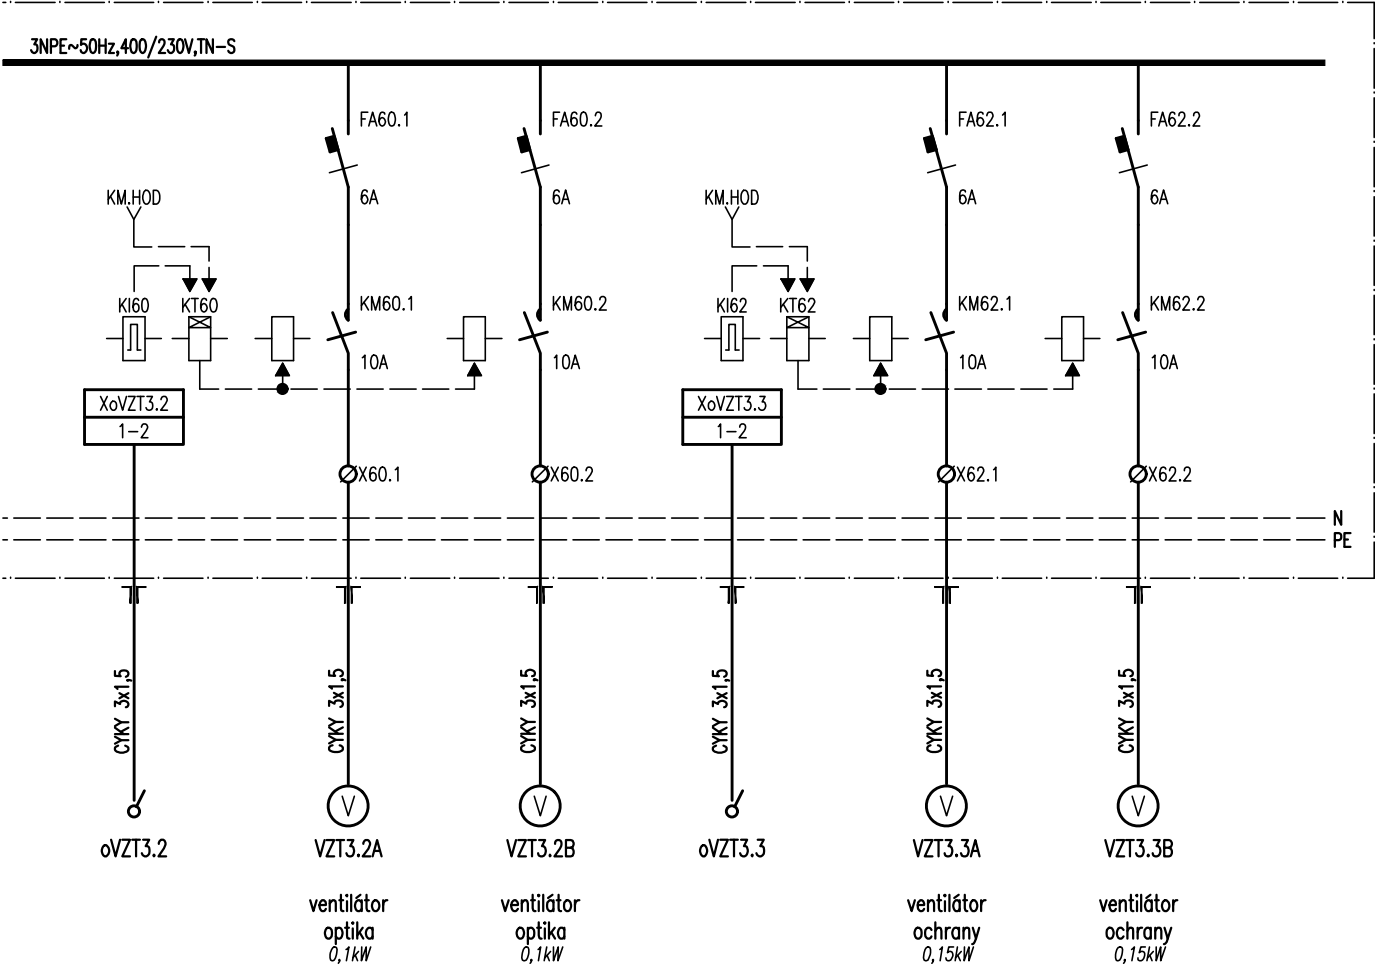 3NPE~50Hz,400/230V,TN-S
FA60.1
FA60.2
FA62.1
FA62.2
6A
6A
6A
6A
KM.HOD
KM.HOD
KI60
KT60
KM60.1
KM60.2
KI62
KT62
KM62.1
KM62.2
10A
10A
10A
10A
XoVZT3.2
1-2
XoVZT3.3
1-2
X60.1
X60.2
X62.1
X62.2
N
PE
CYKY 3x1,5
CYKY 3x1,5
CYKY 3x1,5
CYKY 3x1,5
CYKY 3x1,5
CYKY 3x1,5
V
V
V
V
oVZT3.2
VZT3.2A
VZT3.2B
oVZT3.3
VZT3.3A
VZT3.3B
ventilátor
optika
0,1kW
ventilátor
optika
0,1kW
ventilátor
ochrany
0,15kW
ventilátor
ochrany
0,15kW